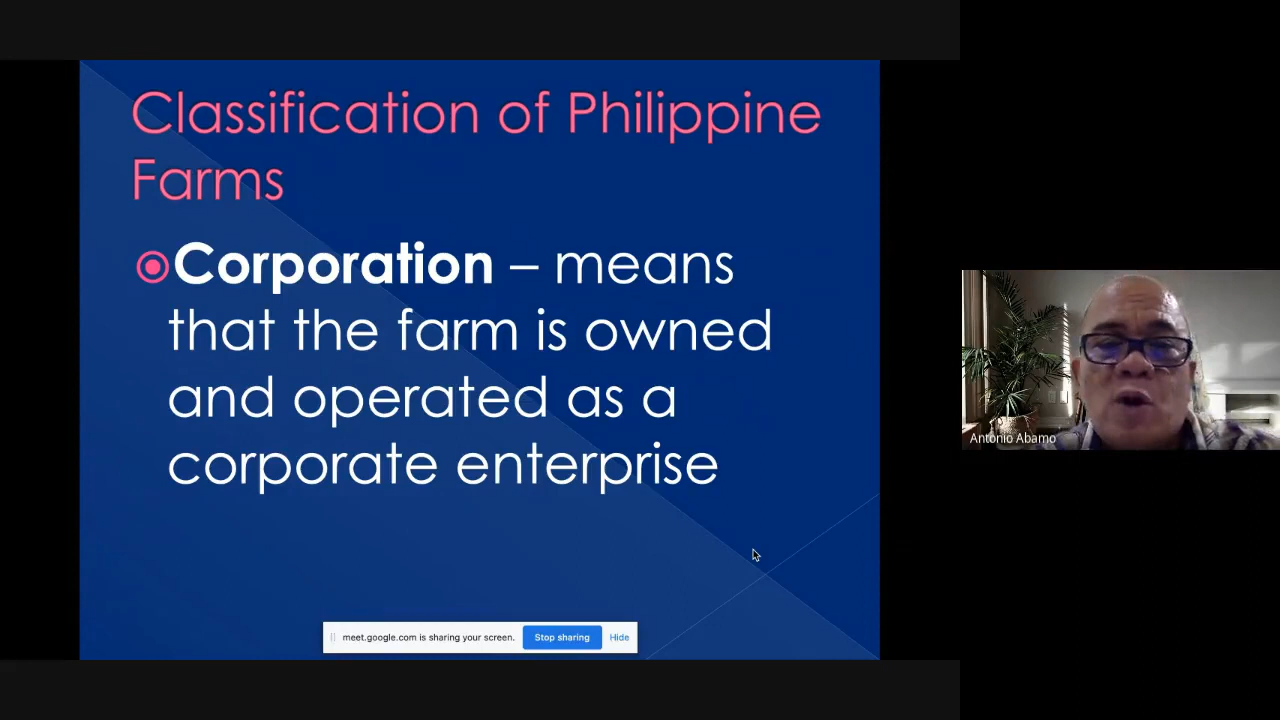 Classification of Philippine
Farms
Corporation – means
that the farm is owned
and operated as a
corporate enterprise
meet.google.com is sharing your screen. Stop sharing Hide
Antonio Abamo